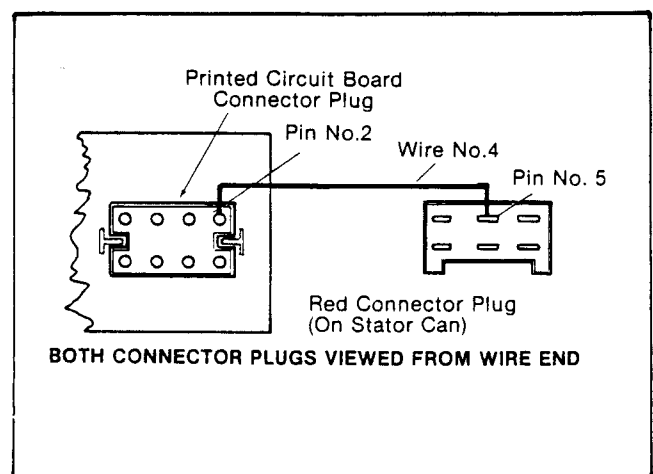 Printed Circuit Board
Connector Plug
Pin No.2
Wire No.4
Pin No. 5
Red Connector Plug
(On Stator Can)
BOTH CONNECTOR PLUGS VIEWED FROM WIRE END